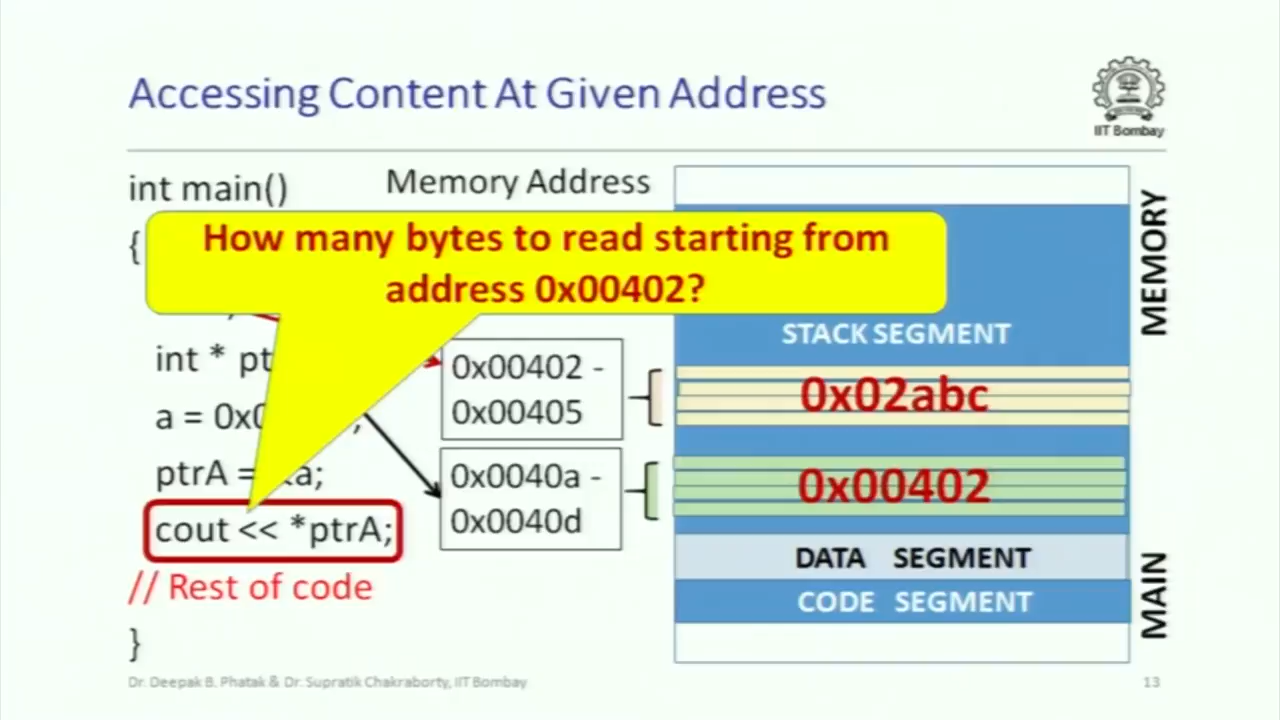 Accessing Content At Given Address
IIT Bombay
int main()
Memory Address
{
How many bytes to read starting from
address 0x00402?
int * pt
a = 0x0
;
ptrA = a;
cout << *ptrA;
// Rest of code
}
0x00402 -
0x00405
0x0040a -
0x0040d
STACK SEGMENT
0x02abc
0x00402
DATA SEGMENT
CODE SEGMENT
MAIN MEMORY
Dr. Deepak B. Phatak & Dr. Supratik Chakraborty, IIT Bombay
13